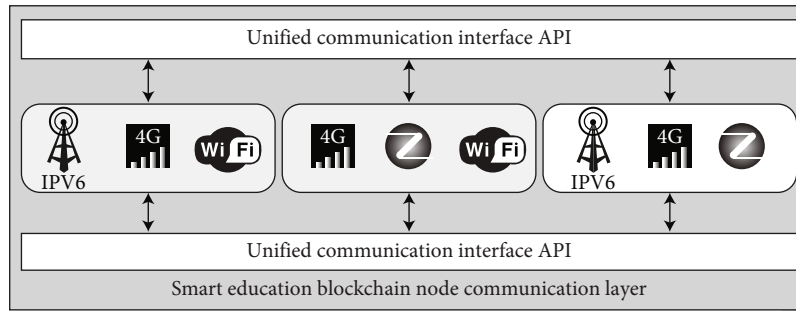 Unified communication interface API
4G
Wi Fi
IPV6
4G
Z
Wi Fi
4G
Z
IPV6
Unified communication interface API
Smart education blockchain node communication layer